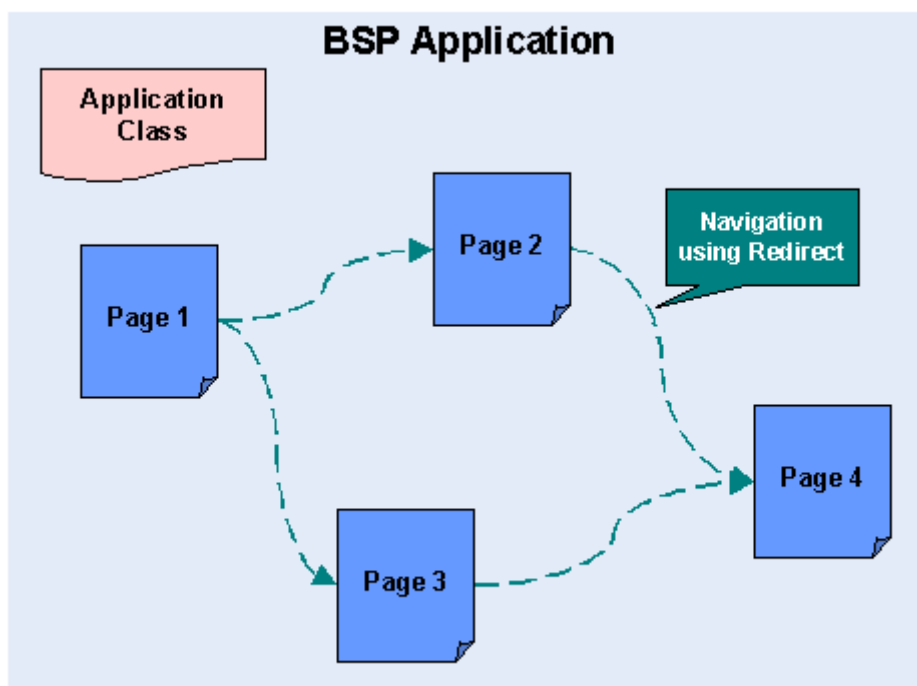 BSP Application
Application
Class
Page 2
Navigation
using Redirect
Page 1
Page 4
Page 3